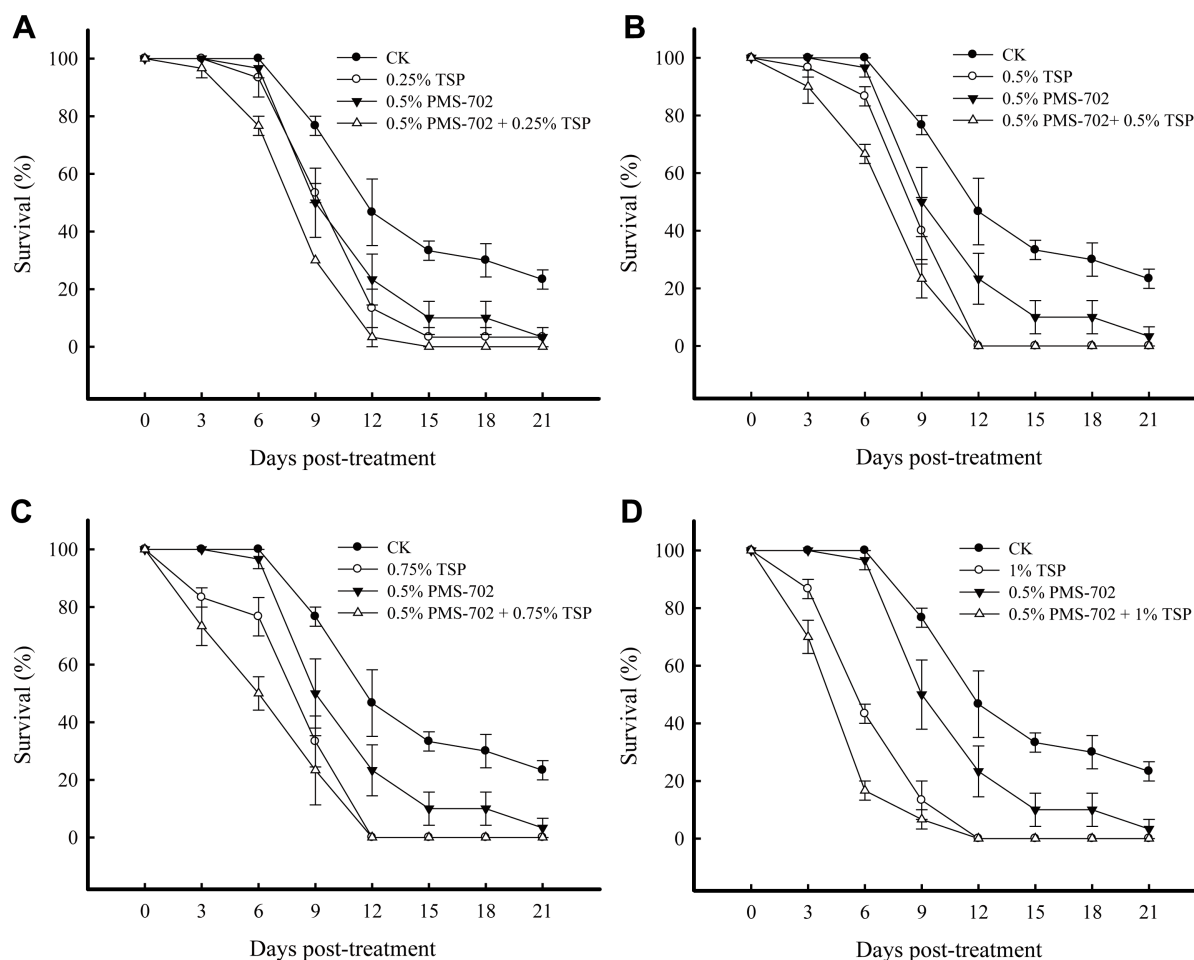 A
CK
0.25% TSP
0.5% PMS-702
0.5% PMS-702 + 0.25% TSP
Survival (%)
100
80
60
40
20
0
0 3 6 9 12 15 18 21
Days post-treatment
B
CK
0.5% TSP
0.5% PMS-702
0.5% PMS-702+ 0.5% TSP
Survival (%)
100
80
60
40
20
0
0 3 6 9 12 15 18 21
Days post-treatment
C
CK
0.75% TSP
0.5% PMS-702
0.5% PMS-702 + 0.75% TSP
Survival (%)
100
80
60
40
20
0
0 3 6 9 12 15 18 21
Days post-treatment
D
CK
1% TSP
0.5% PMS-702
0.5% PMS-702 + 1% TSP
Survival (%)
100
80
60
40
20
0
0 3 6 9 12 15 18 21
Days post-treatment